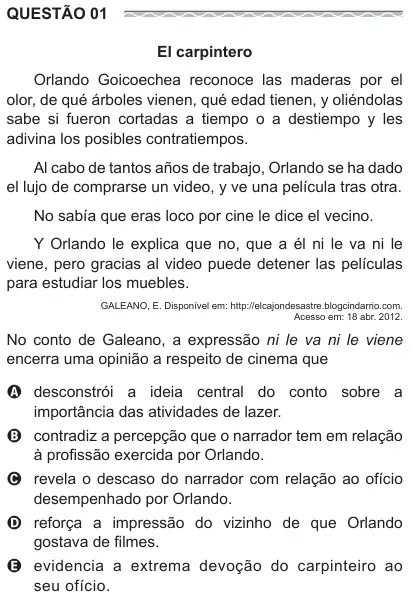 QUESTÃO 01
El carpintero
Orlando Goicoechea reconoce las maderas por el
olor, de qué árboles vienen, qué edad tienen, y oliéndolas
sabe si fueron cortadas a tiempo o a destiempo y les
adivina los posibles contratiempos.
Al cabo de tantos años de trabajo, Orlando se ha dado
el lujo de comprarse un video, y ve una película tras otra.
No sabía que eras loco por cine le dice el vecino.
Y Orlando le explica que no, que a él ni le va ni le
viene, pero gracias al video puede detener las películas
para estudiar los muebles.
GALEANO, E. Disponível em: http://elcajondesastre.blogcindario.com.
Acesso em: 18 abr. 2012.
No conto de Galeano, a expressão ni le va ni le viene
encerra uma opinião a respeito de cinema que
A desconstrói a ideia central do conto sobre a
importância das atividades de lazer.
B contradiz a percepção que o narrador tem em relação
à profissão exercida por Orlando.
C revela o descaso do narrador com relação ao ofício
desempenhado por Orlando.
D reforça a impressão do vizinho de que Orlando
gostava de filmes.
E evidencia a extrema devoção do carpinteiro ao
seu ofício.